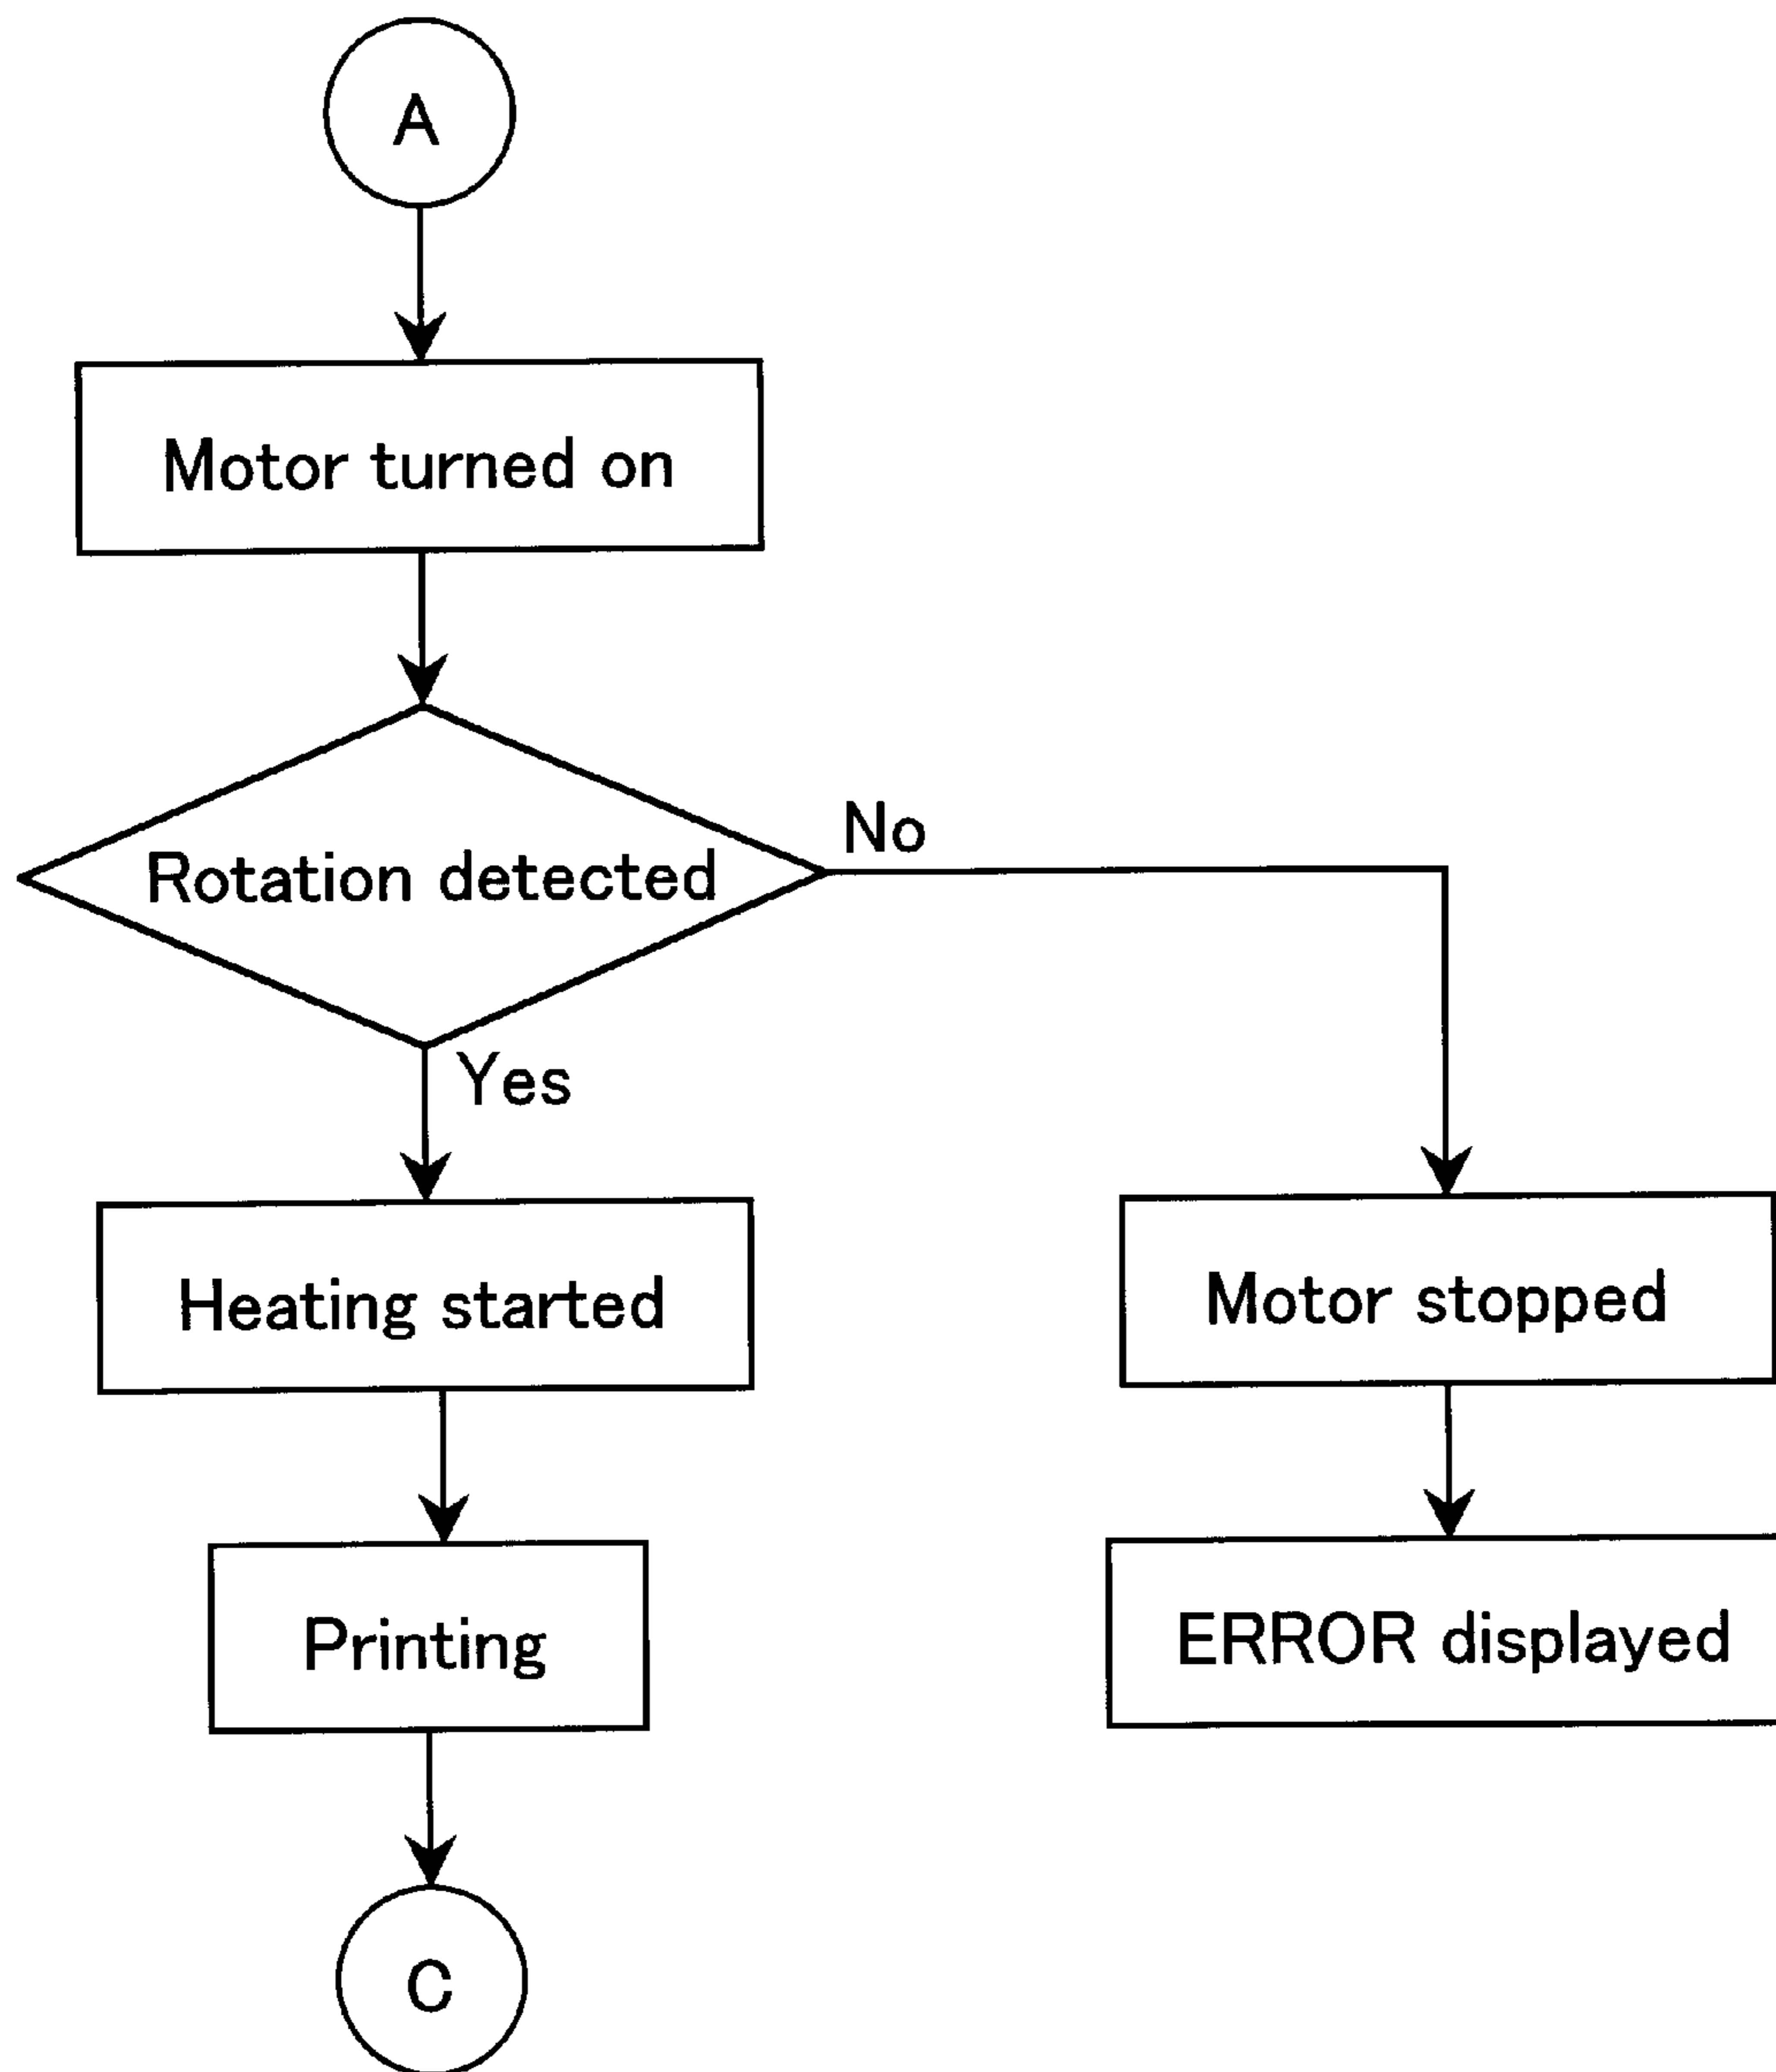 A
Motor turned on
Rotation detected
No
Yes
Heating started
Motor stopped
Printing
ERROR displayed
C